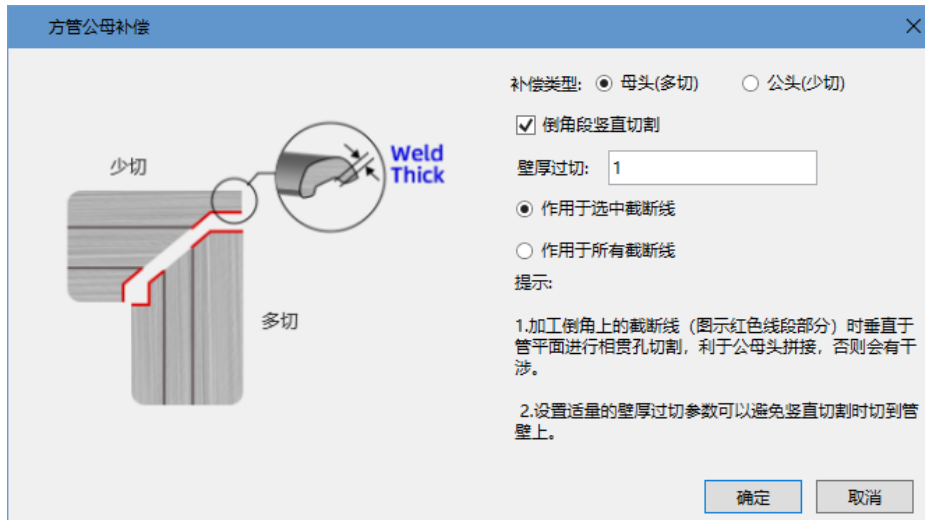 方管公母补偿
补偿类型: 母头(多切) 公头(少切)
倒角段竖直切割
壁厚过切: 1
作用于选中截断线
作用于所有截断线
提示:
1.加工倒角上的截断线（图示红色线段部分）时垂直于
管平面进行相贯孔切割，利于公母头拼接，否则会有干
涉。
2.设置适量的壁厚过切参数可以避免竖直切割时切到管
壁上。
少切
Weld
Thick
多切
确定 取消